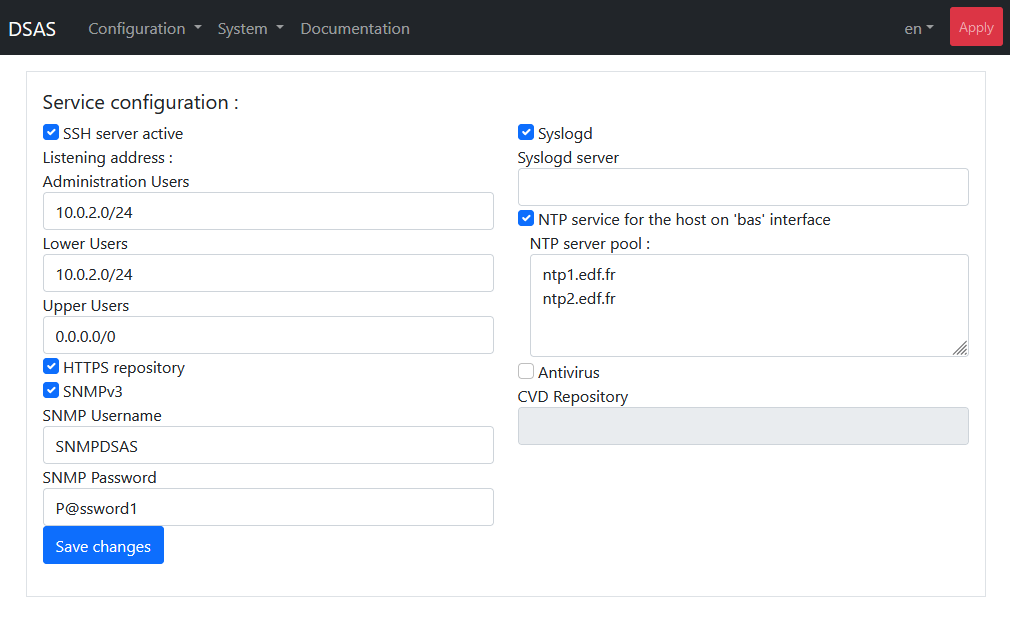 DSAS Configuration System Documentation en Apply
Service configuration :
SSH server active
Listening address :
Administration Users
10.0.2.0/24
Lower Users
10.0.2.0/24
Upper Users
0.0.0.0/0
HTTPS repository
SNMPv3
SNMP Username
SNMPDSAS
SNMP Password
P@ssword1
Save changes
Syslogd
Syslogd server
NTP service for the host on 'bas' interface
NTP server pool :
ntp1.edf.fr
ntp2.edf.fr
Antivirus
CVD Repository